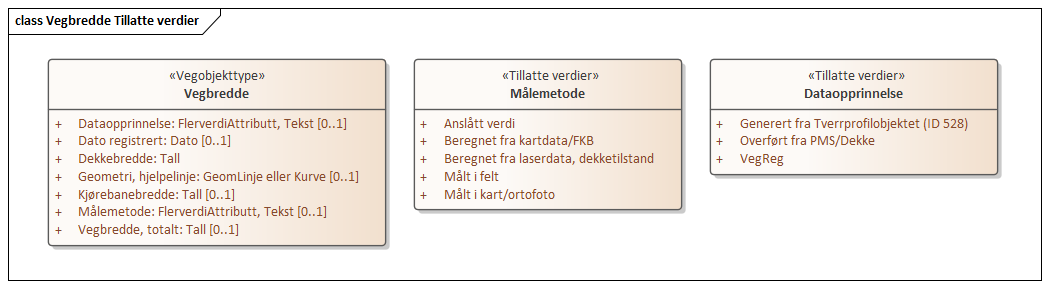 class Vegbredde Tillatte verdier
«Vegobjekttype»
Vegbredde
+ Dataopprinnelse: FlerverdiAttributt, Tekst [0..1]
+ Dato registrert: Dato [0..1]
+ Dekkebredde: Tall
+ Geometri, hjelpelinje: GeomLinje eller Kurve [0..1]
+ Kjørebanebredde: Tall [0..1]
+ Målemetode: FlerverdiAttributt, Tekst [0..1]
+ Vegbredde, totalt: Tall [0..1]
«Tillatte verdier»
Målemetode
+ Anslått verdi
+ Beregnet fra kartdata/FKB
+ Beregnet fra laserdata, dekketilstand
+ Målt i felt
+ Målt i kart/ortofoto
«Tillatte verdier»
Dataopprinnelse
+ Generert fra Tverrprofilobjektet (ID 528)
+ Overført fra PMS/Dekke
+ VegReg